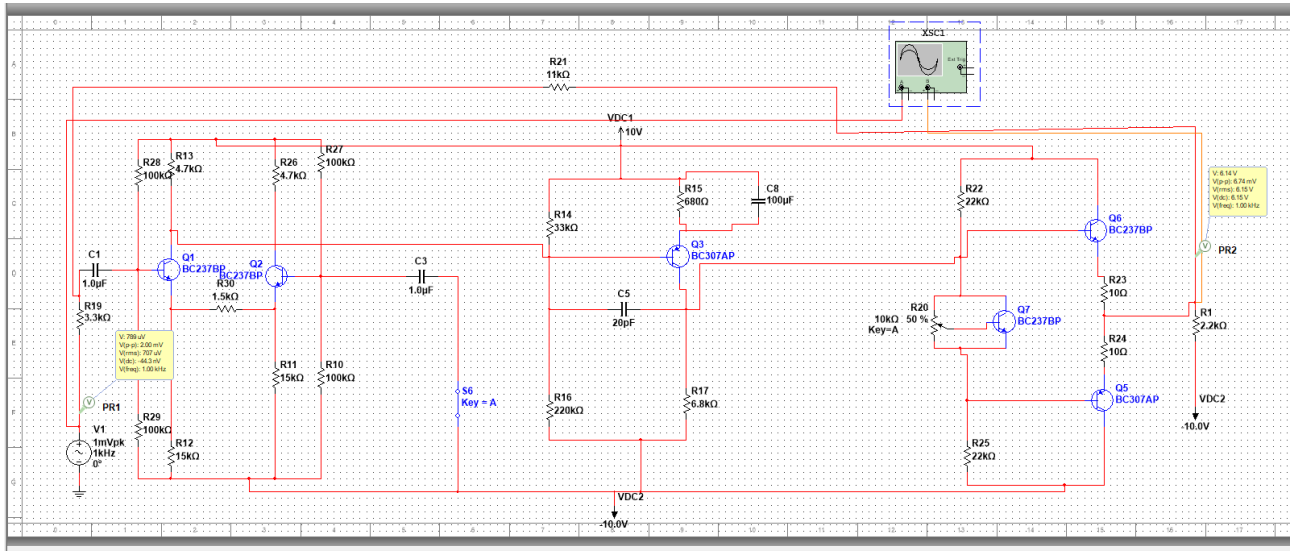 XSC1
Ext Trig
A
B
R21
11kΩ
VDC1
10V
R28
100kΩ
R13
4.7kΩ
R26
4.7kΩ
R27
100kΩ
R15
680Ω
C8
100µF
R14
33kΩ
R22
22kΩ
Q6
BC237BP
V: 6.14 V
V(p-p): 6.74 mV
V(rms): 6.15 V
V(dc): 6.15 V
V(freq): 1.00 kHz
PR2
C1
1.0µF
Q1
BC237BP
Q2
BC237BP
R30
1.5kΩ
C3
1.0µF
Q3
BC307AP
C5
20pF
R23
10Ω
R19
3.3kΩ
R20
10kΩ
50 %
Key=A
Q7
BC237BP
R1
2.2kΩ
R24
10Ω
V: 789 uV
V(p-p): 2.00 mV
V(rms): 707 uV
V(dc): -44.3 nV
V(freq): 1.00 kHz
PR1
R11
15kΩ
R10
100kΩ
S6
Key = A
R16
220kΩ
R17
6.8kΩ
Q5
BC307AP
VDC2
-10.0V
V1
1mVpk
1kHz
0°
R29
100kΩ
R12
15kΩ
R25
22kΩ
VDC2
-10.0V